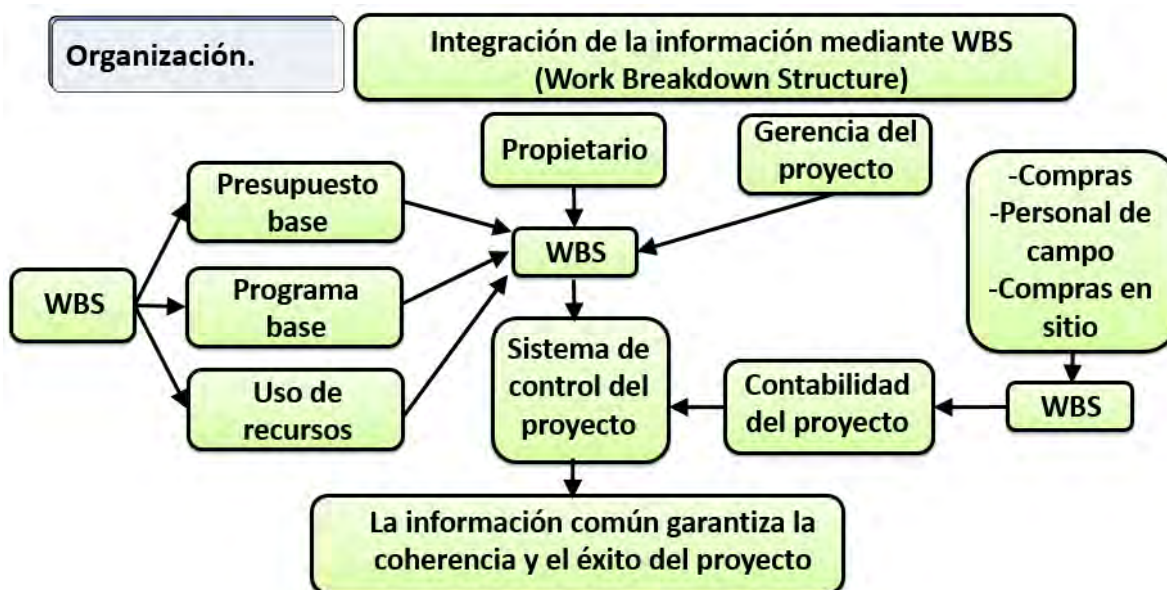 Organización.
Integración de la información mediante WBS
(Work Breakdown Structure)
Propietario
Gerencia del
proyecto
Presupuesto
base
-Compras
-Personal de
campo
-Compras en
sitio
WBS
WBS
Programa
base
Sistema de
control del
proyecto
Uso de
recursos
Contabilidad
del proyecto
WBS
La información común garantiza la
coherencia y el éxito del proyecto